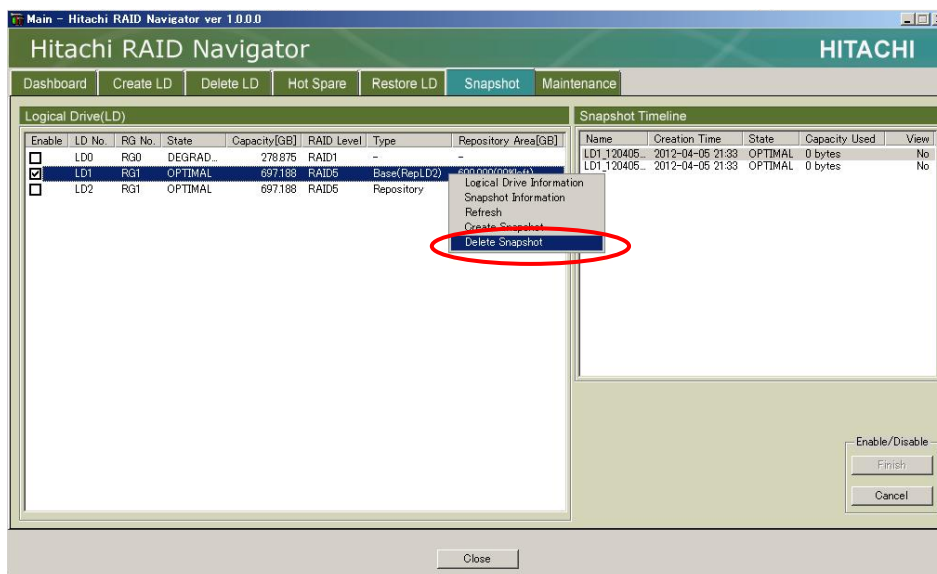 Main - Hitachi RAID Navigator ver 1.0.0.0
Hitachi RAID Navigator HITACHI
Dashboard Create LD Delete LD Hot Spare Restore LD Snapshot Maintenance
Logical Drive(LD)
Enable LD No. RG No. State Capacity[GB] RAID Level Type Repository Area[GB]
LD0 RG0 DEGRAD... 278.875 RAID1 - -
LD1 RG1 OPTIMAL 697.188 RAID5 Base(RepLD2)
LD2 RG1 OPTIMAL 697.188 RAID5 Repository
Logical Drive Information
Snapshot Information
Refresh
Create Snapshot
Delete Snapshot
Snapshot Timeline
Name Creation Time State Capacity Used View
LD1_120405... 2012-04-05 21:33 OPTIMAL 0 bytes No
LD1_120405... 2012-04-05 21:33 OPTIMAL 0 bytes No
Enable/Disable
Finish
Cancel
Close